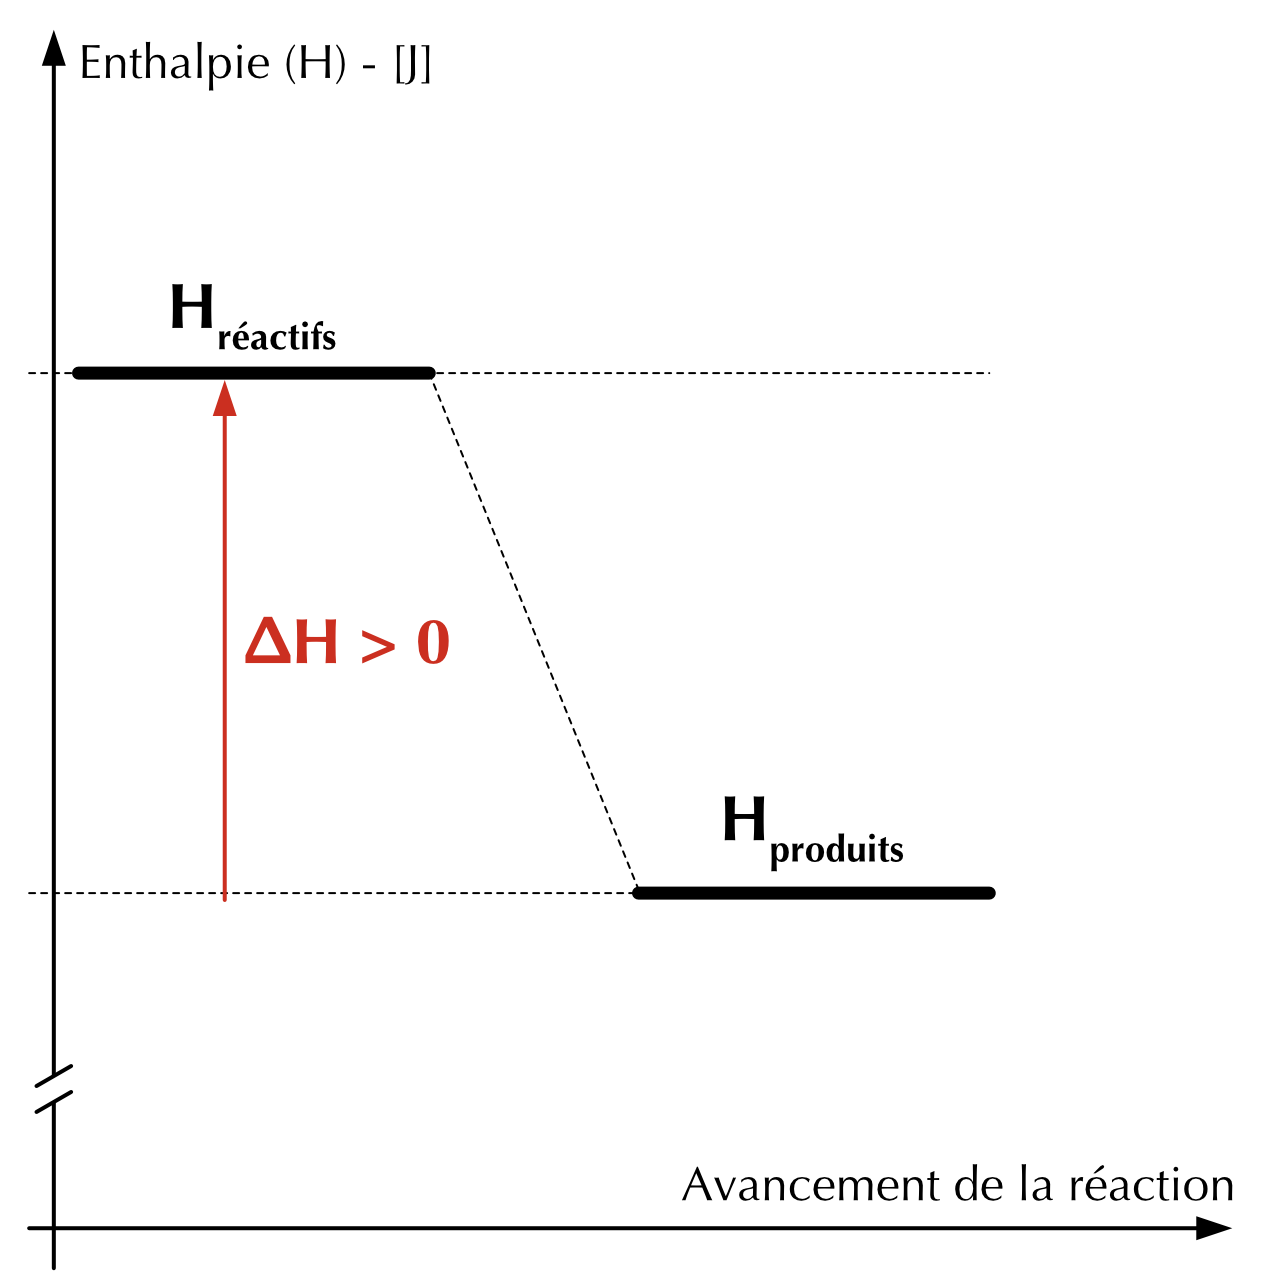 Enthalpie (H) - [J]
Hréactifs
ΔH > 0
Hproduits
Avancement de la réaction